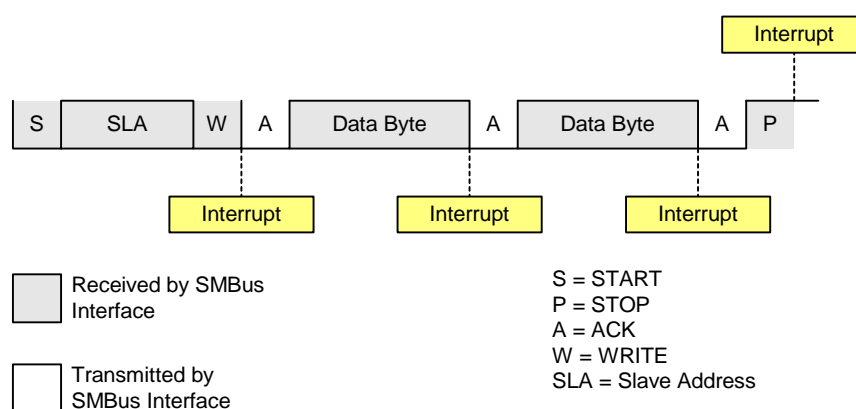 Interrupt
S SLA W A Data Byte A Data Byte A P
Interrupt Interrupt Interrupt
Received by SMBus
Interface
Transmitted by
SMBus Interface
S = START
P = STOP
A = ACK
W = WRITE
SLA = Slave Address